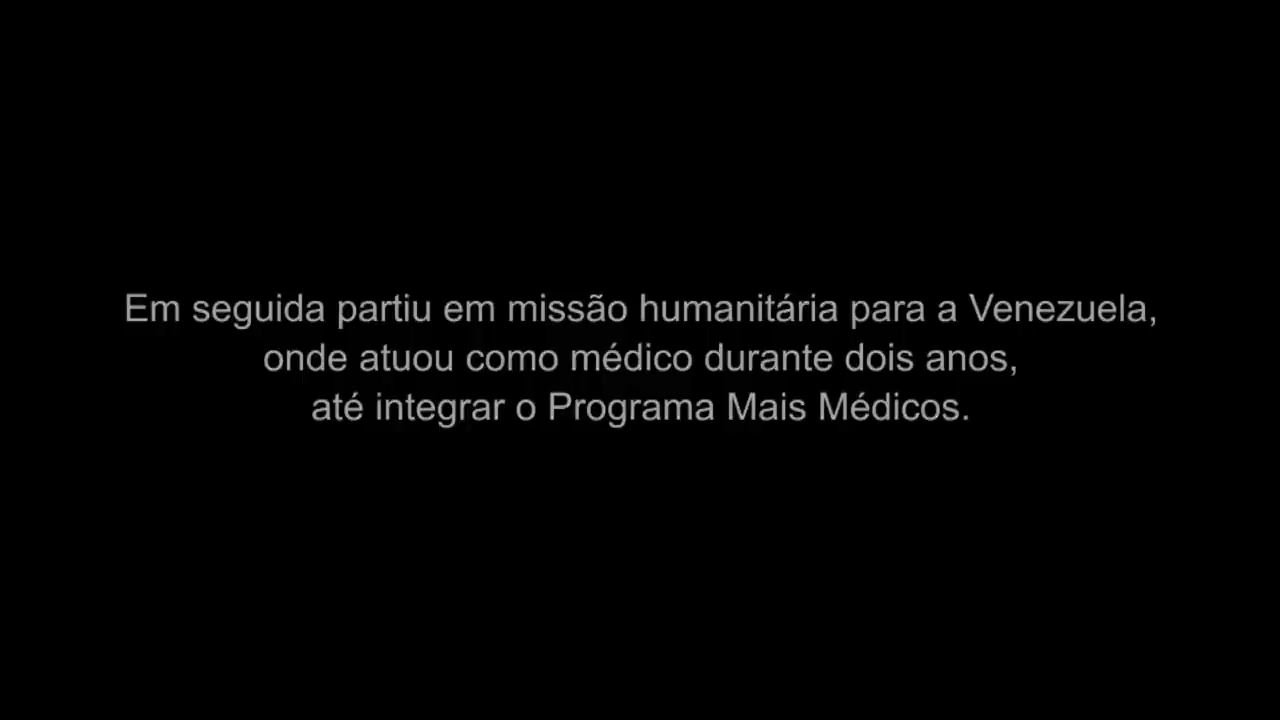 Em seguida partiu em missão humanitária para a Venezuela,
onde atuou como médico durante dois anos,
até integrar o Programa Mais Médicos.